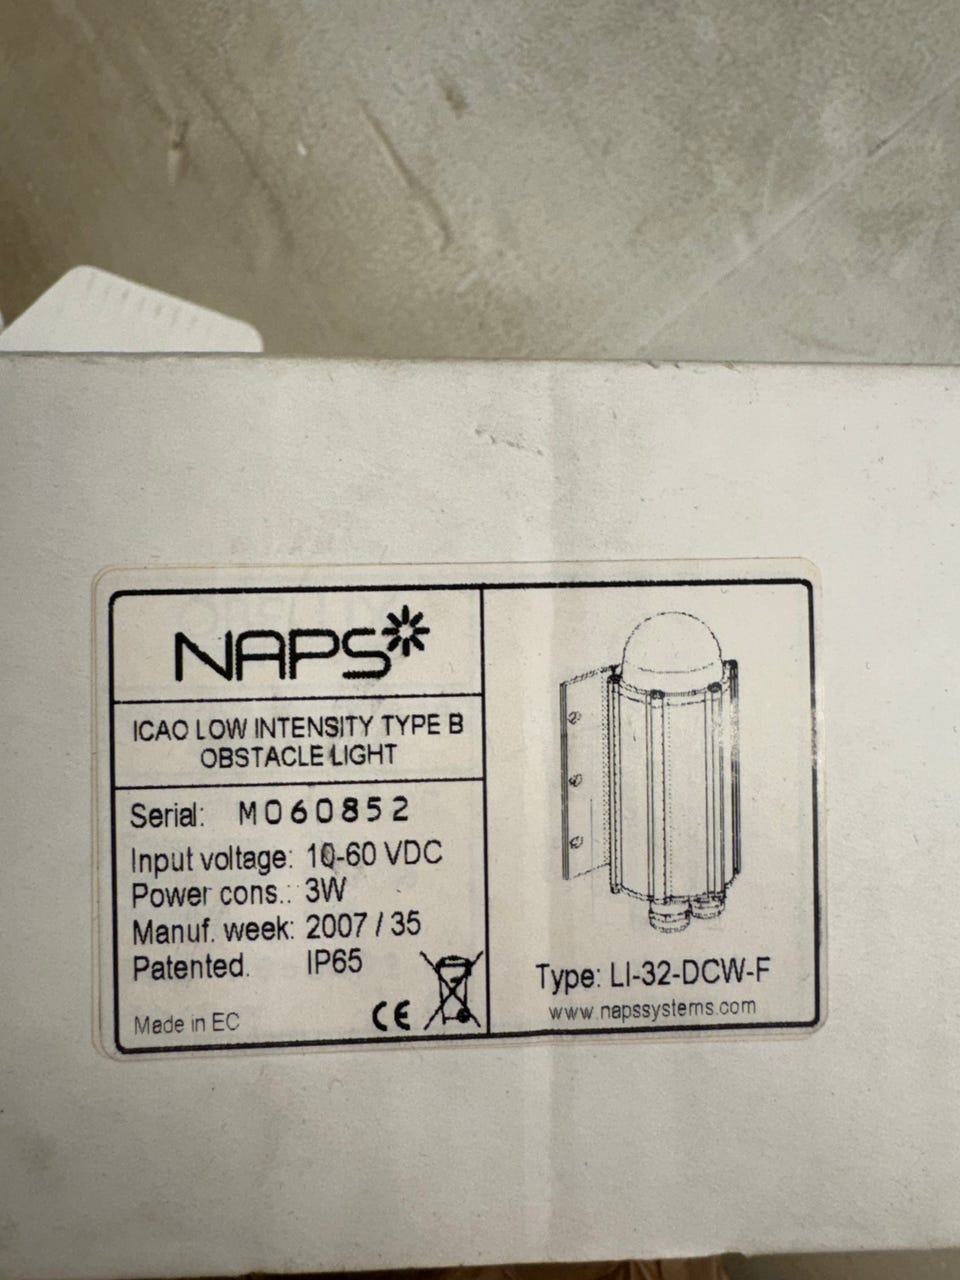 NAPS
ICAO LOW INTENSITY TYPE B
OBSTACLE LIGHT
Serial: M060852
Input voltage: 10-60 VDC
Power cons.: 3W
Manuf. week: 2007 / 35
Patented. IP65
Made in EC CE
Type: LI-32-DCW-F
www.napssystems.com